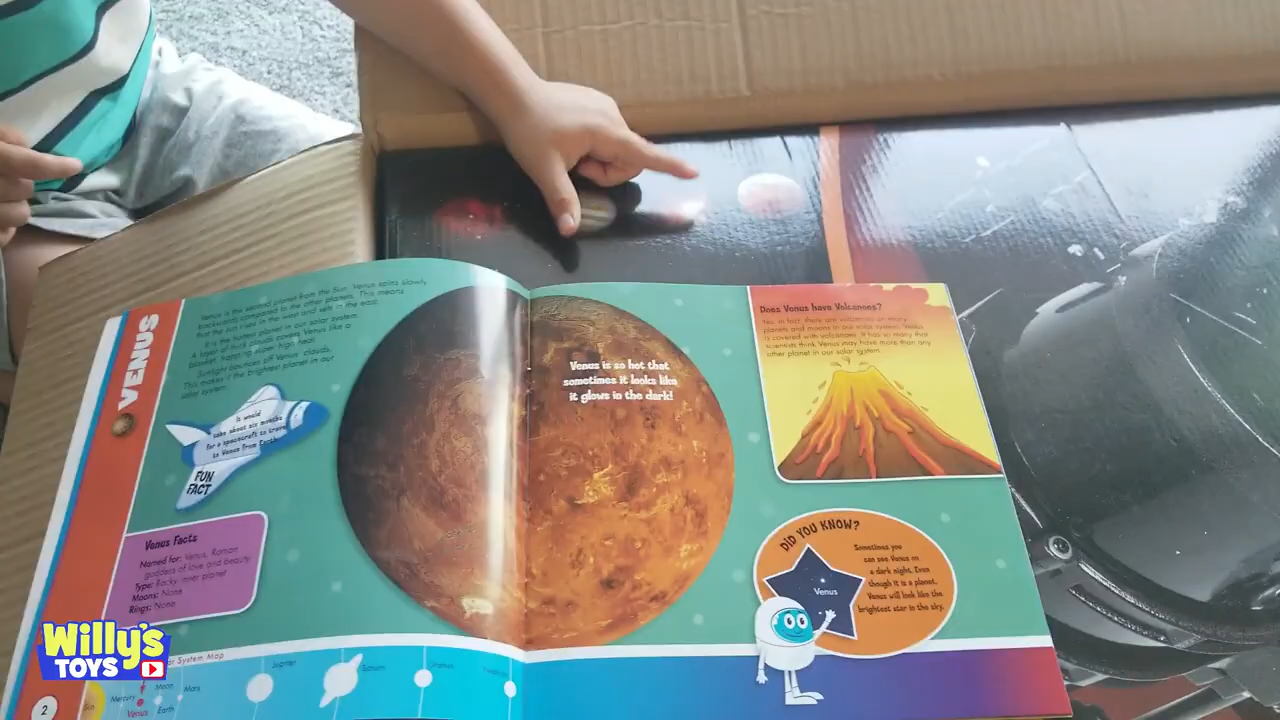 VENUS
Venus is the second planet from the Sun. Venus spins slowly,
backwards compared to the other planets. This means
that the sun rises in the west and sets in the east.
It is the hottest planet in our solar system.
A layer of thick clouds covers Venus like a
blanket, trapping super high heat.
Sunlight bounces off Venus' clouds.
This makes it the brightest planet in our
solar system.
It would
take about six months
for a spacecraft to travel
to Venus from Earth.
FUN
FACT
Venus Facts
Named for: Venus, Roman
goddess of love and beauty
Type: Rocky inner planet
Moons: None
Rings: None
Venus is so hot that
sometimes it looks like
it glows in the dark!
Does Venus have Volcanoes?
Yes. In fact, there are volcanoes on many
planets and moons in our solar system. Venus
is covered with volcanoes. It has so many that
scientists think Venus may have more than any
other planet in our solar system.
DID YOU KNOW?
Sometimes you
can see Venus on
a dark night. Even
though it is a planet,
Venus will look like the
brightest star in the sky.
Venus
Willy's
TOYS
System Map
Sun
Mercury
Venus
Moon
Earth
Mars
Jupiter
Saturn
Uranus
2